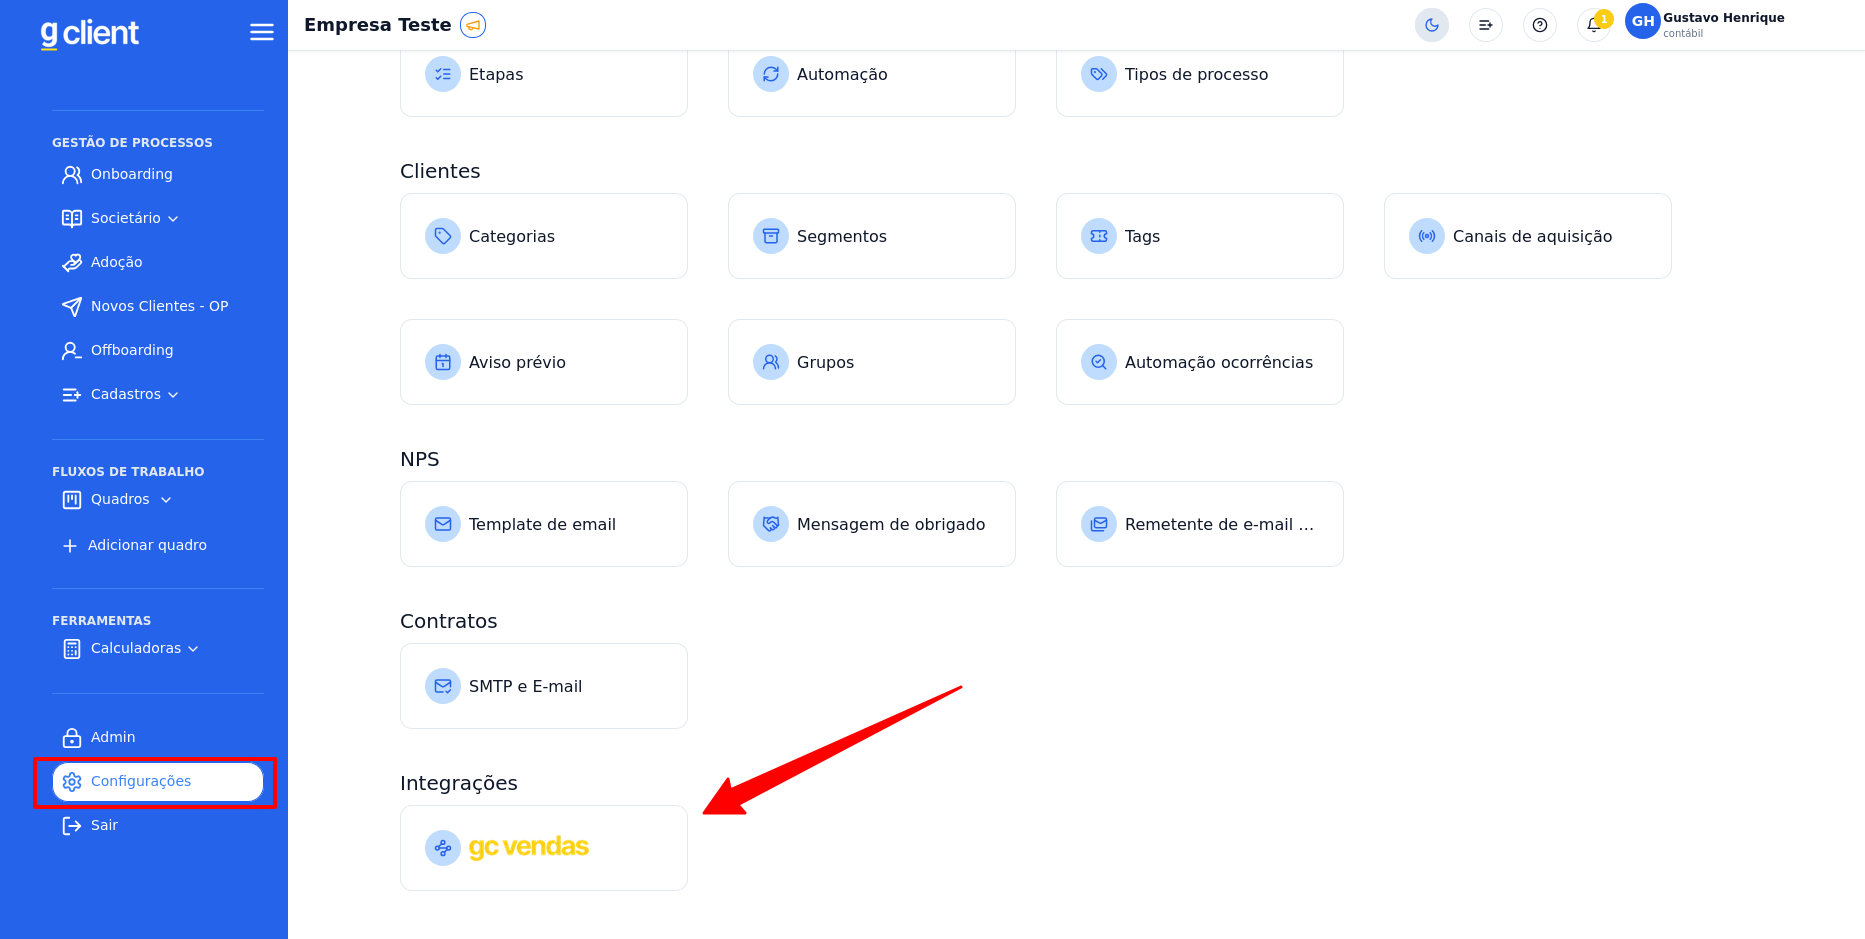 g client
Empresa Teste
1
GH
Gustavo Henrique
contábil
GESTÃO DE PROCESSOS
Onboarding
Societário
Adoção
Novos Clientes - OP
Offboarding
Cadastros
FLUXOS DE TRABALHO
Quadros
Adicionar quadro
FERRAMENTAS
Calculadoras
Admin
Configurações
Sair
Etapas
Automação
Tipos de processo
Clientes
Categorias
Segmentos
Tags
Canais de aquisição
Aviso prévio
Grupos
Automação ocorrências
NPS
Template de email
Mensagem de obrigado
Remetente de e-mail ...
Contratos
SMTP e E-mail
Integrações
gc vendas